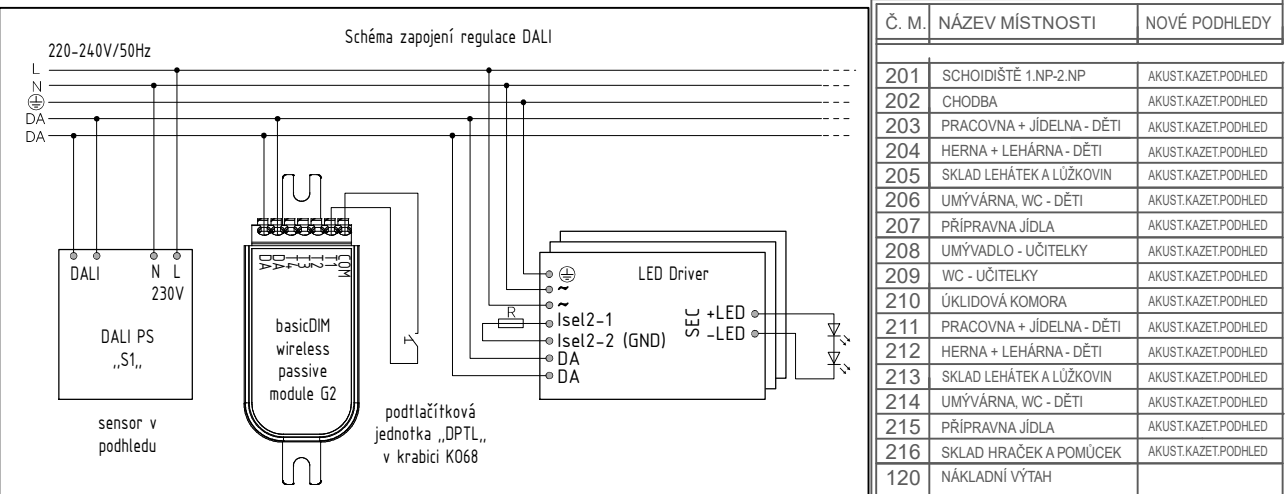 Schéma zapojení regulace DALI
220-240V/50Hz
L
N
DA
DA
DALI
N L
230V
DALI PS
„S1„
sensor v
podhledu
DA
DA
I4
I3
I2
I1
COM
basicDIM
wireless
passive
module G2
podtlačítková
jednotka „DPTL„
v krabici KO68
LED Driver
~
~
R
Isel2-1
Isel2-2 (GND)
DA
DA
SEC
+LED
-LED
Č. M. NÁZEV MÍSTNOSTI NOVÉ PODHLEDY
201 SCHOIDIŠTĚ 1.NP-2.NP AKUST.KAZET.PODHLED
202 CHODBA AKUST.KAZET.PODHLED
203 PRACOVNA + JÍDELNA - DĚTI AKUST.KAZET.PODHLED
204 HERNA + LEHÁRNA - DĚTI AKUST.KAZET.PODHLED
205 SKLAD LEHÁTEK A LŮŽKOVIN AKUST.KAZET.PODHLED
206 UMÝVÁRNA, WC - DĚTI AKUST.KAZET.PODHLED
207 PŘÍPRAVNA JÍDLA AKUST.KAZET.PODHLED
208 UMÝVADLO - UČITELKY AKUST.KAZET.PODHLED
209 WC - UČITELKY AKUST.KAZET.PODHLED
210 ÚKLIDOVÁ KOMORA AKUST.KAZET.PODHLED
211 PRACOVNA + JÍDELNA - DĚTI AKUST.KAZET.PODHLED
212 HERNA + LEHÁRNA - DĚTI AKUST.KAZET.PODHLED
213 SKLAD LEHÁTEK A LŮŽKOVIN AKUST.KAZET.PODHLED
214 UMÝVÁRNA, WC - DĚTI AKUST.KAZET.PODHLED
215 PŘÍPRAVNA JÍDLA AKUST.KAZET.PODHLED
216 SKLAD HRAČEK A POMŮCEK AKUST.KAZET.PODHLED
120 NÁKLADNÍ VÝTAH